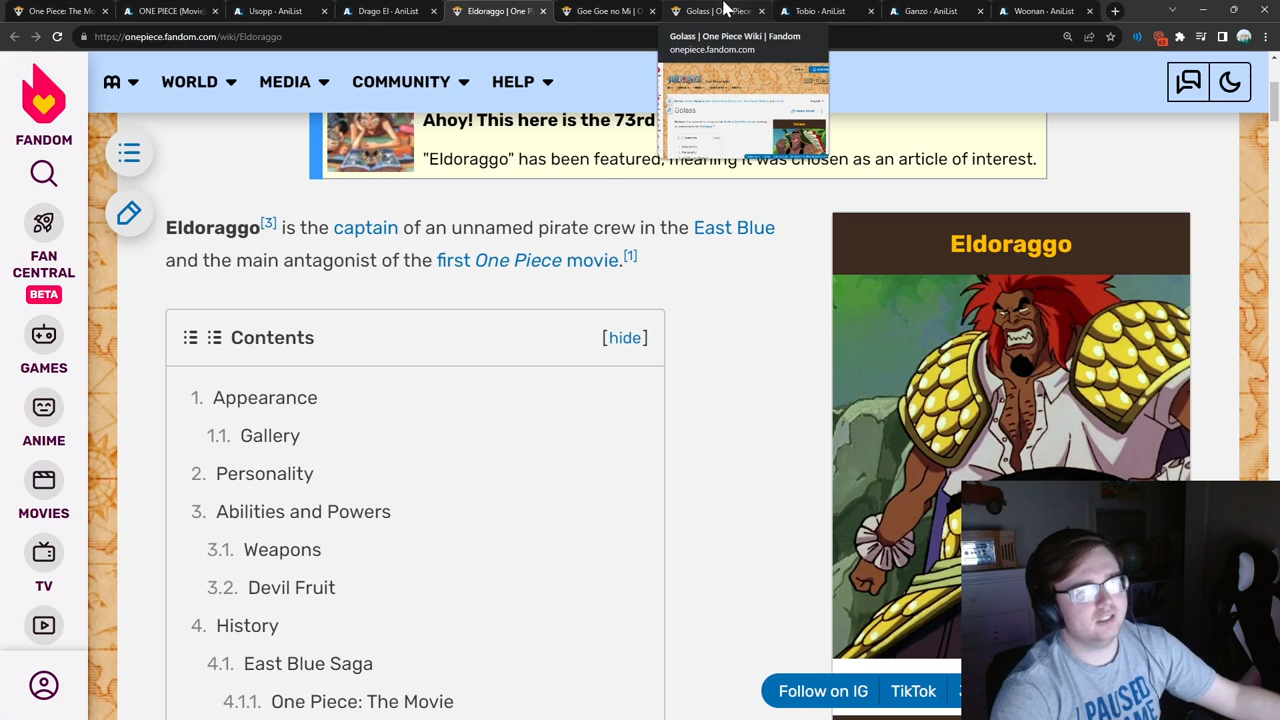 ONE Piece: The Mo
ONE PIECE (Movie)
Usopp · AniList
Drago El · AniList
Eldoraggo | One P
Goe Goe no Mi | O
Golass | One Piec
Tobio · AniList
Ganzo · AniList
Woonan · AniList
https://onepiece.fandom.com/wiki/Eldoraggo
Golass | One Piece Wiki | Fandom
onepiece.fandom.com
Golass
WORLD
MEDIA
COMMUNITY
HELP
FANDOM
FAN
CENTRAL
BETA
GAMES
ANIME
MOVIES
TV
Ahoy! This here is the 73rd
"Eldoraggo" has been featured, meaning it was chosen as an article of interest.
Eldoraggo[3] is the captain of an unnamed pirate crew in the East Blue
and the main antagonist of the first One Piece movie.[1]
Contents
[hide]
1. Appearance
1.1. Gallery
2. Personality
3. Abilities and Powers
3.1. Weapons
3.2. Devil Fruit
4. History
4.1. East Blue Saga
4.1.1. One Piece: The Movie
Eldoraggo
Follow on IG
TikTok
I PAUSED